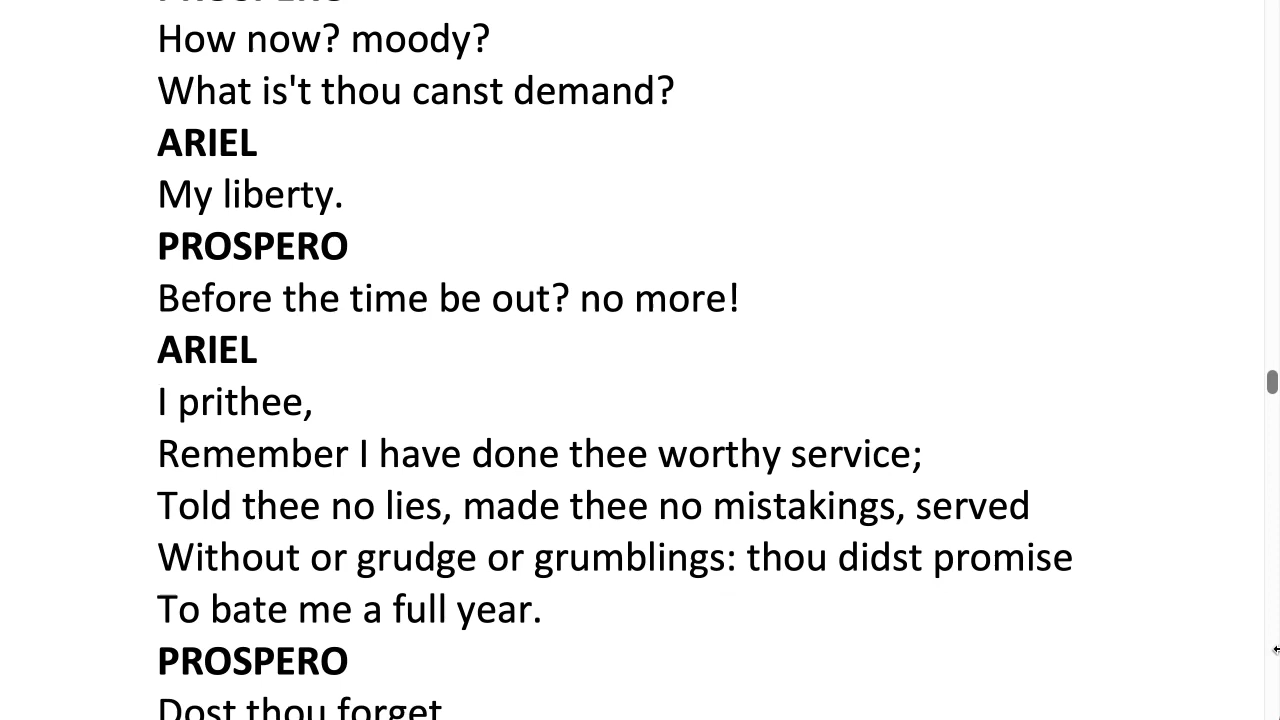 PROSPERO
How now? moody?
What is't thou canst demand?
ARIEL
My liberty.
PROSPERO
Before the time be out? no more!
ARIEL
I prithee,
Remember I have done thee worthy service;
Told thee no lies, made thee no mistakings, served
Without or grudge or grumblings: thou didst promise
To bate me a full year.
PROSPERO
Dost thou forget